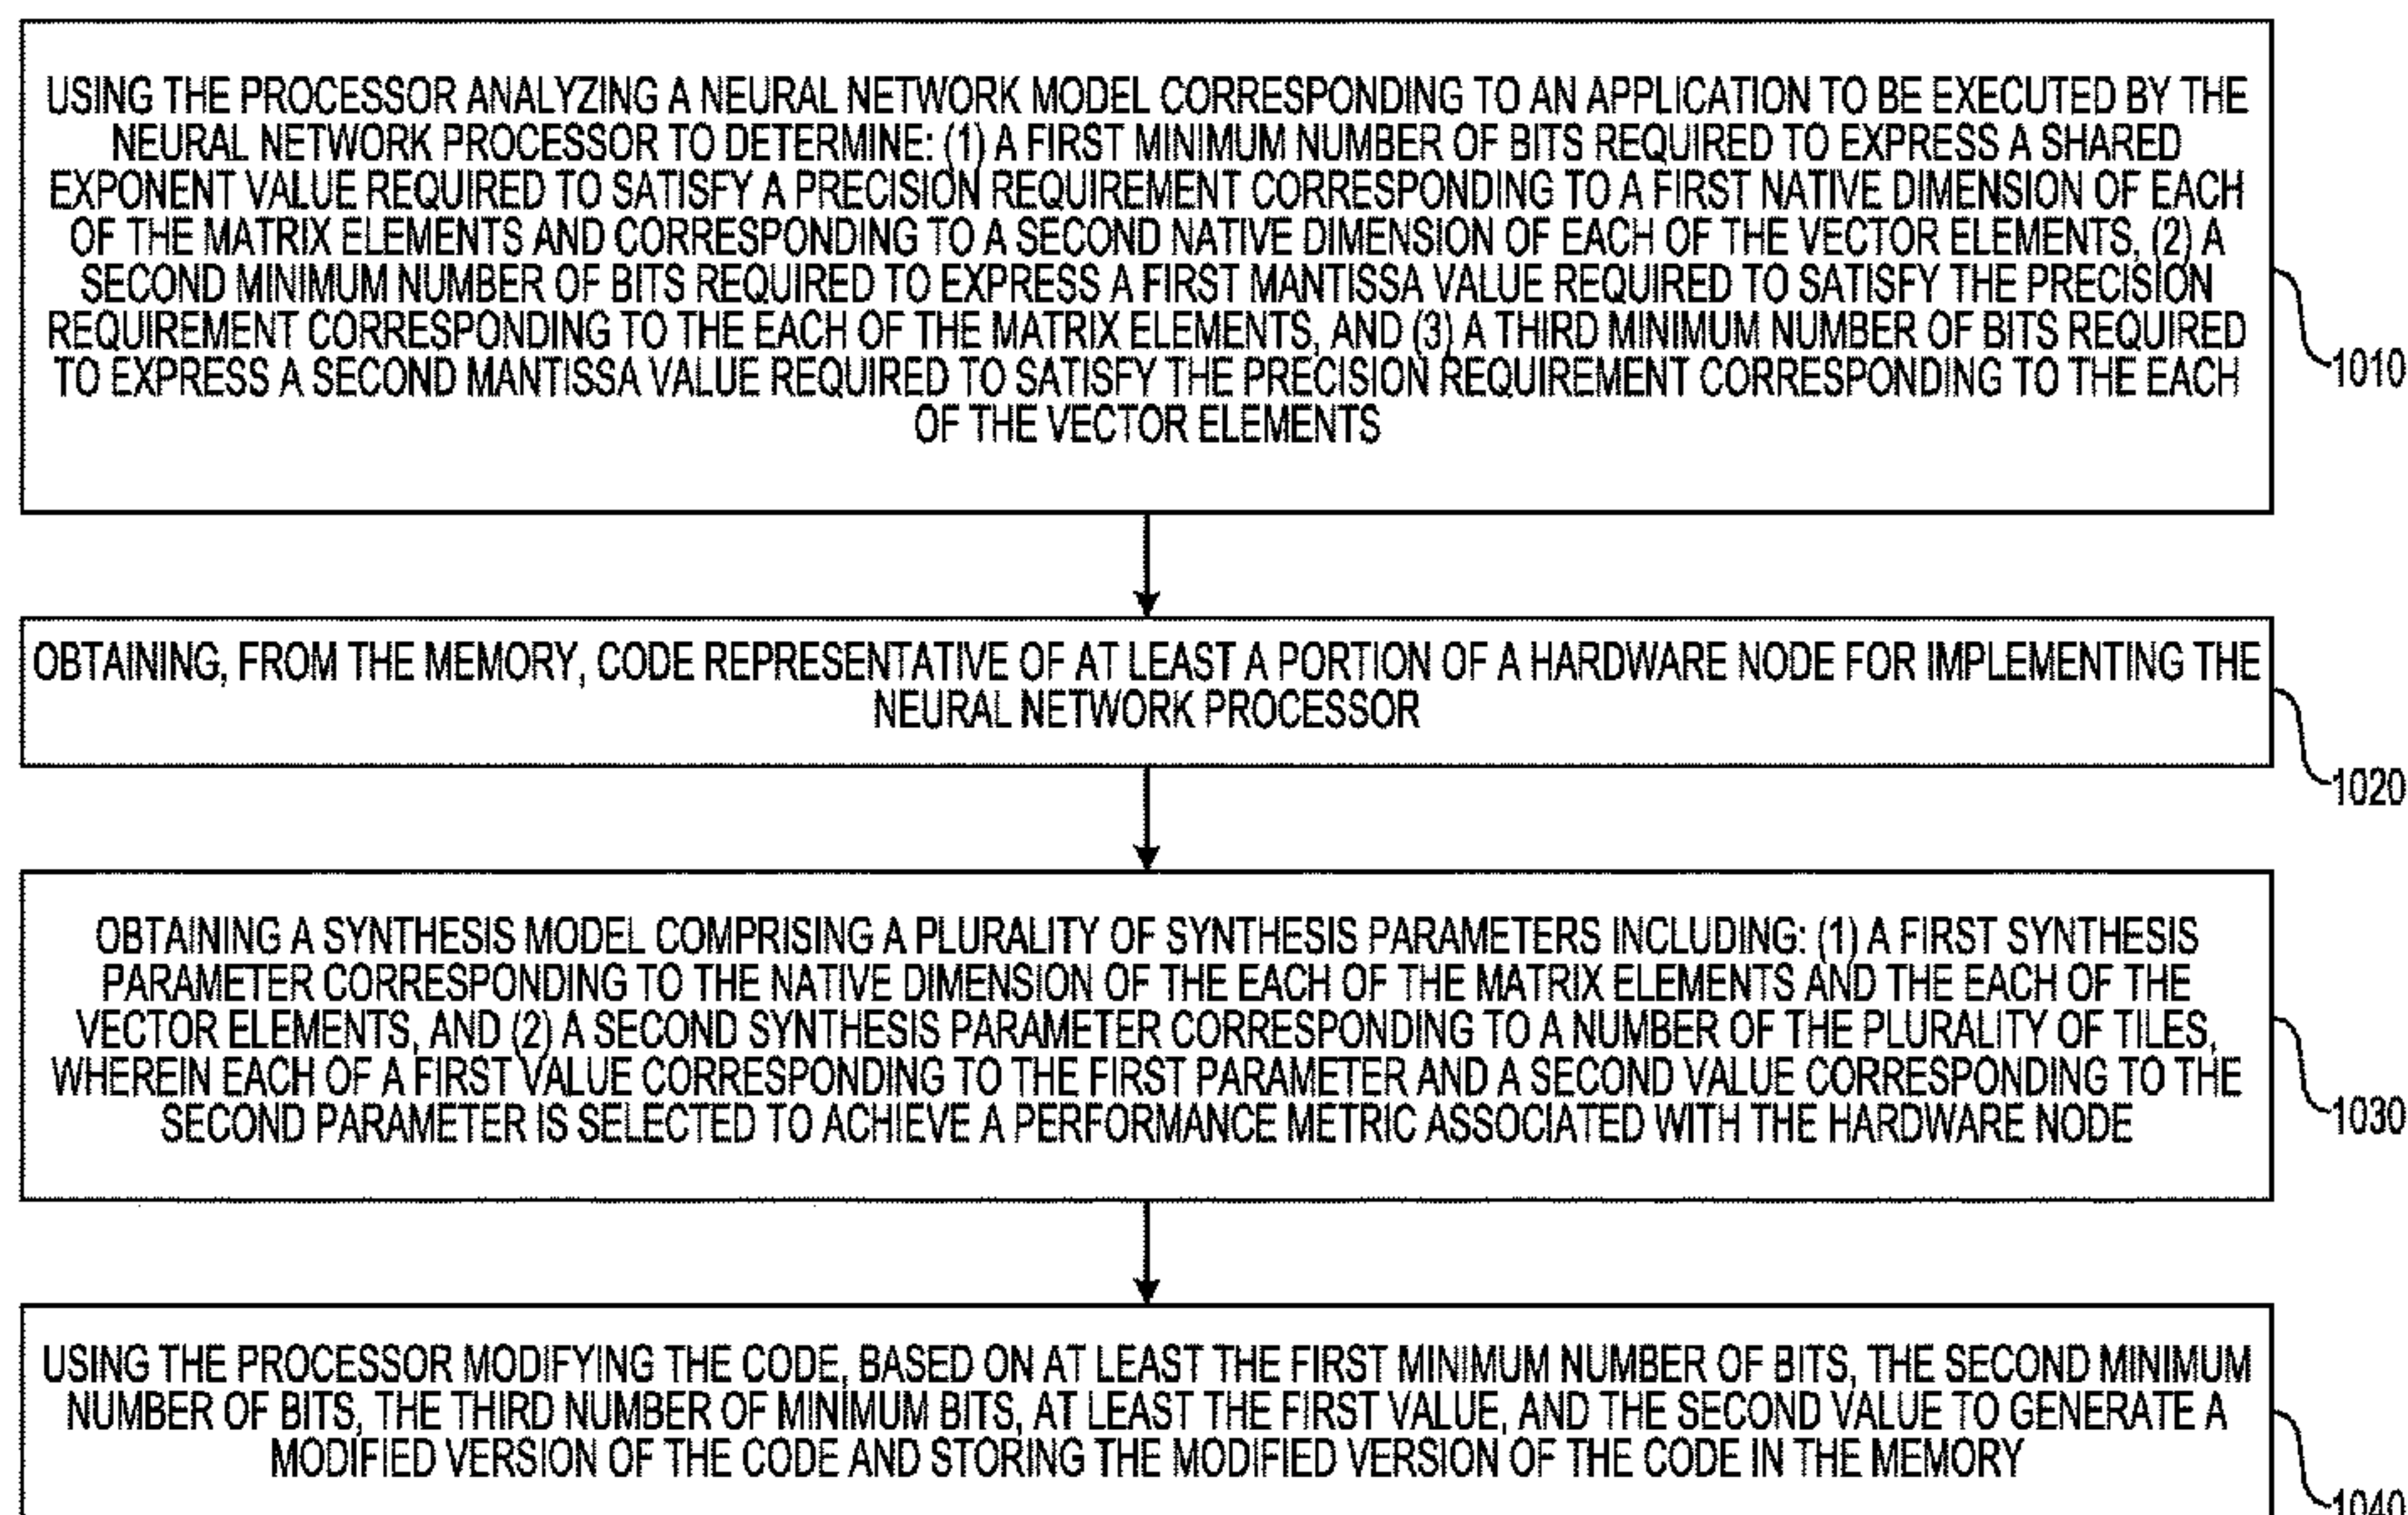 USING THE PROCESSOR ANALYZING A NEURAL NETWORK MODEL CORRESPONDING TO AN APPLICATION TO BE EXECUTED BY THE
NEURAL NETWORK PROCESSOR TO DETERMINE: (1) A FIRST MINIMUM NUMBER OF BITS REQUIRED TO EXPRESS A SHARED
EXPONENT VALUE REQUIRED TO SATISFY A PRECISION REQUIREMENT CORRESPONDING TO A FIRST NATIVE DIMENSION OF EACH
OF THE MATRIX ELEMENTS AND CORRESPONDING TO A SECOND NATIVE DIMENSION OF EACH OF THE VECTOR ELEMENTS, (2) A
SECOND MINIMUM NUMBER OF BITS REQUIRED TO EXPRESS A FIRST MANTISSA VALUE REQUIRED TO SATISFY THE PRECISION
REQUIREMENT CORRESPONDING TO THE EACH OF THE MATRIX ELEMENTS, AND (3) A THIRD MINIMUM NUMBER OF BITS REQUIRED
TO EXPRESS A SECOND MANTISSA VALUE REQUIRED TO SATISFY THE PRECISION REQUIREMENT CORRESPONDING TO THE EACH
OF THE VECTOR ELEMENTS
1010
OBTAINING, FROM THE MEMORY, CODE REPRESENTATIVE OF AT LEAST A PORTION OF A HARDWARE NODE FOR IMPLEMENTING THE
NEURAL NETWORK PROCESSOR
1020
OBTAINING A SYNTHESIS MODEL COMPRISING A PLURALITY OF SYNTHESIS PARAMETERS INCLUDING: (1) A FIRST SYNTHESIS
PARAMETER CORRESPONDING TO THE NATIVE DIMENSION OF THE EACH OF THE MATRIX ELEMENTS AND THE EACH OF THE
VECTOR ELEMENTS, AND (2) A SECOND SYNTHESIS PARAMETER CORRESPONDING TO A NUMBER OF THE PLURALITY OF TILES,
WHEREIN EACH OF A FIRST VALUE CORRESPONDING TO THE FIRST PARAMETER AND A SECOND VALUE CORRESPONDING TO THE
SECOND PARAMETER IS SELECTED TO ACHIEVE A PERFORMANCE METRIC ASSOCIATED WITH THE HARDWARE NODE
1030
USING THE PROCESSOR MODIFYING THE CODE, BASED ON AT LEAST THE FIRST MINIMUM NUMBER OF BITS, THE SECOND MINIMUM
NUMBER OF BITS, THE THIRD NUMBER OF MINIMUM BITS, AT LEAST THE FIRST VALUE, AND THE SECOND VALUE TO GENERATE A
MODIFIED VERSION OF THE CODE AND STORING THE MODIFIED VERSION OF THE CODE IN THE MEMORY
1040